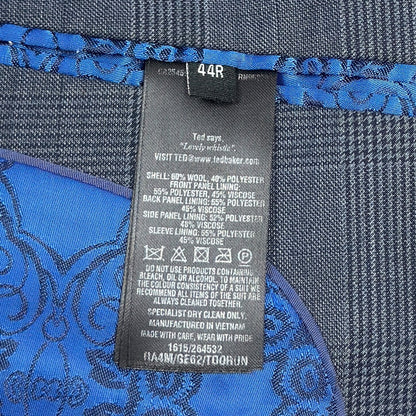 44R
Ted says,
"Lovely whistle"
VISIT TED@www.tedbaker.com
SHELL: 60% WOOL, 40% POLYESTER
FRONT PANEL LINING:
55% POLYESTER, 45% VISCOSE
BACK PANEL LINING: 55% POLYESTER
45% VISCOSE
SIDE PANEL LINING: 52% POLYESTER
48% VISCOSE
SLEEVE LINING: 55% POLYESTER
45% VISCOSE
P
DO NOT USE PRODUCTS CONTAINING
BLEACH, OIL OR ALCOHOL. TO MAINTAIN
THE COLOUR CONSISTENCY OF A SUIT WE
RECOMMEND ALL ITEMS OF THE SUIT ARE
ALWAYS CLEANED TOGETHER.
SPECIALIST DRY CLEAN ONLY.
MANUFACTURED IN VIETNAM
MADE WITH CARE, WEAR WITH PRIDE
1615/264532